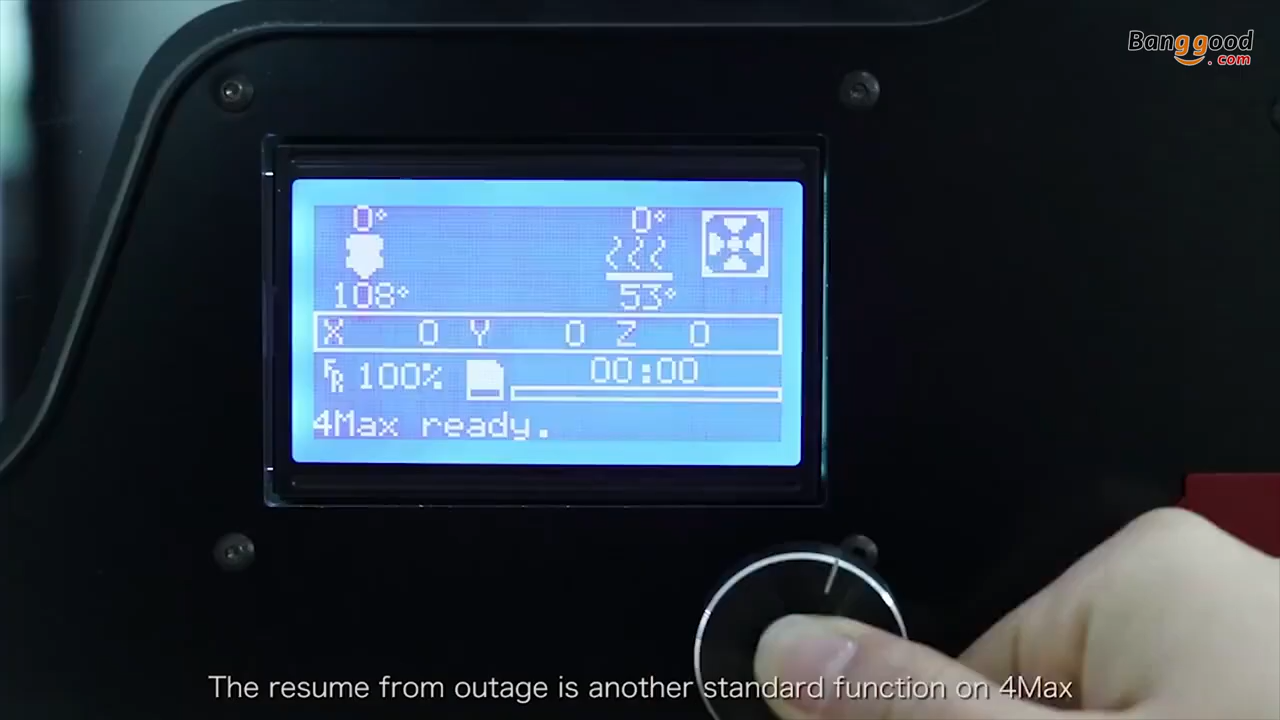 Banggood
.com
0° 0°
108° 53°
X 0 Y 0 Z 0
R 100% 00:00
4Max ready.
The resume from outage is another standard function on 4Max